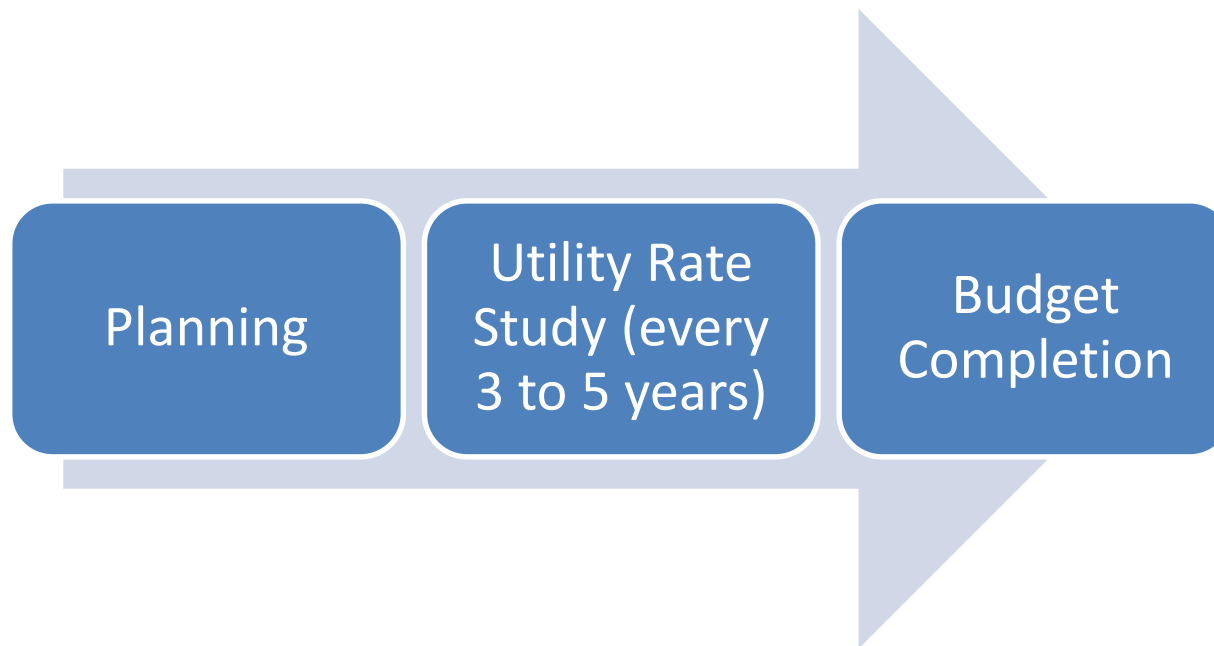 Planning
Utility Rate
Study (every
3 to 5 years)
Budget
Completion